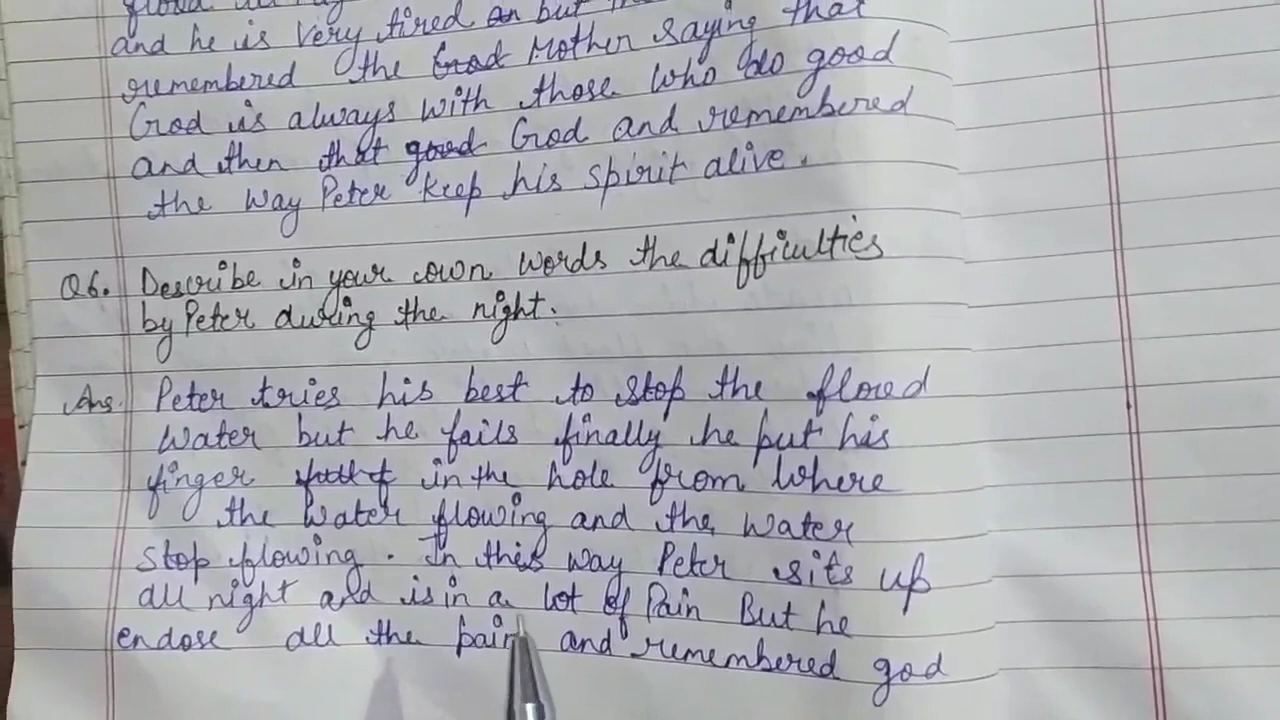 and he is very tired but
remembered the Mother saying that
God is always with those who do good
and then that God and remembered
the way Peter keep his spirit alive.
Q6. Describe in your own words the difficulties
by Peter during the night.
Ans. Peter tries his best to stop the flood
water but he fails finally he put his
finger in the hole from where
the water flowing and the water
stop flowing. In this way Peter sits up
all night and is in a lot of Pain But he
endose all the pain and remembered god